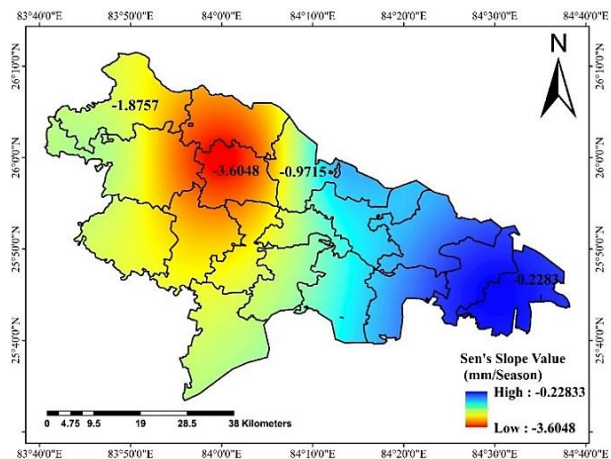 83°40'0"E 83°50'0"E 84°0'0"E 84°10'0"E 84°20'0"E 84°30'0"E 84°40'0"E
N
26°10'0"N 26°10'0"N
-1.8757
26°0'0"N 26°0'0"N
-3.6048 -0.9715
25°50'0"N 25°50'0"N
-0.2283
25°40'0"N 25°40'0"N
Sen's Slope Value
(mm/Season)
High : -0.22833
Low : -3.6048
0 4.75 9.5 19 28.5 38 Kilometers
83°40'0"E 83°50'0"E 84°0'0"E 84°10'0"E 84°20'0"E 84°30'0"E 84°40'0"E